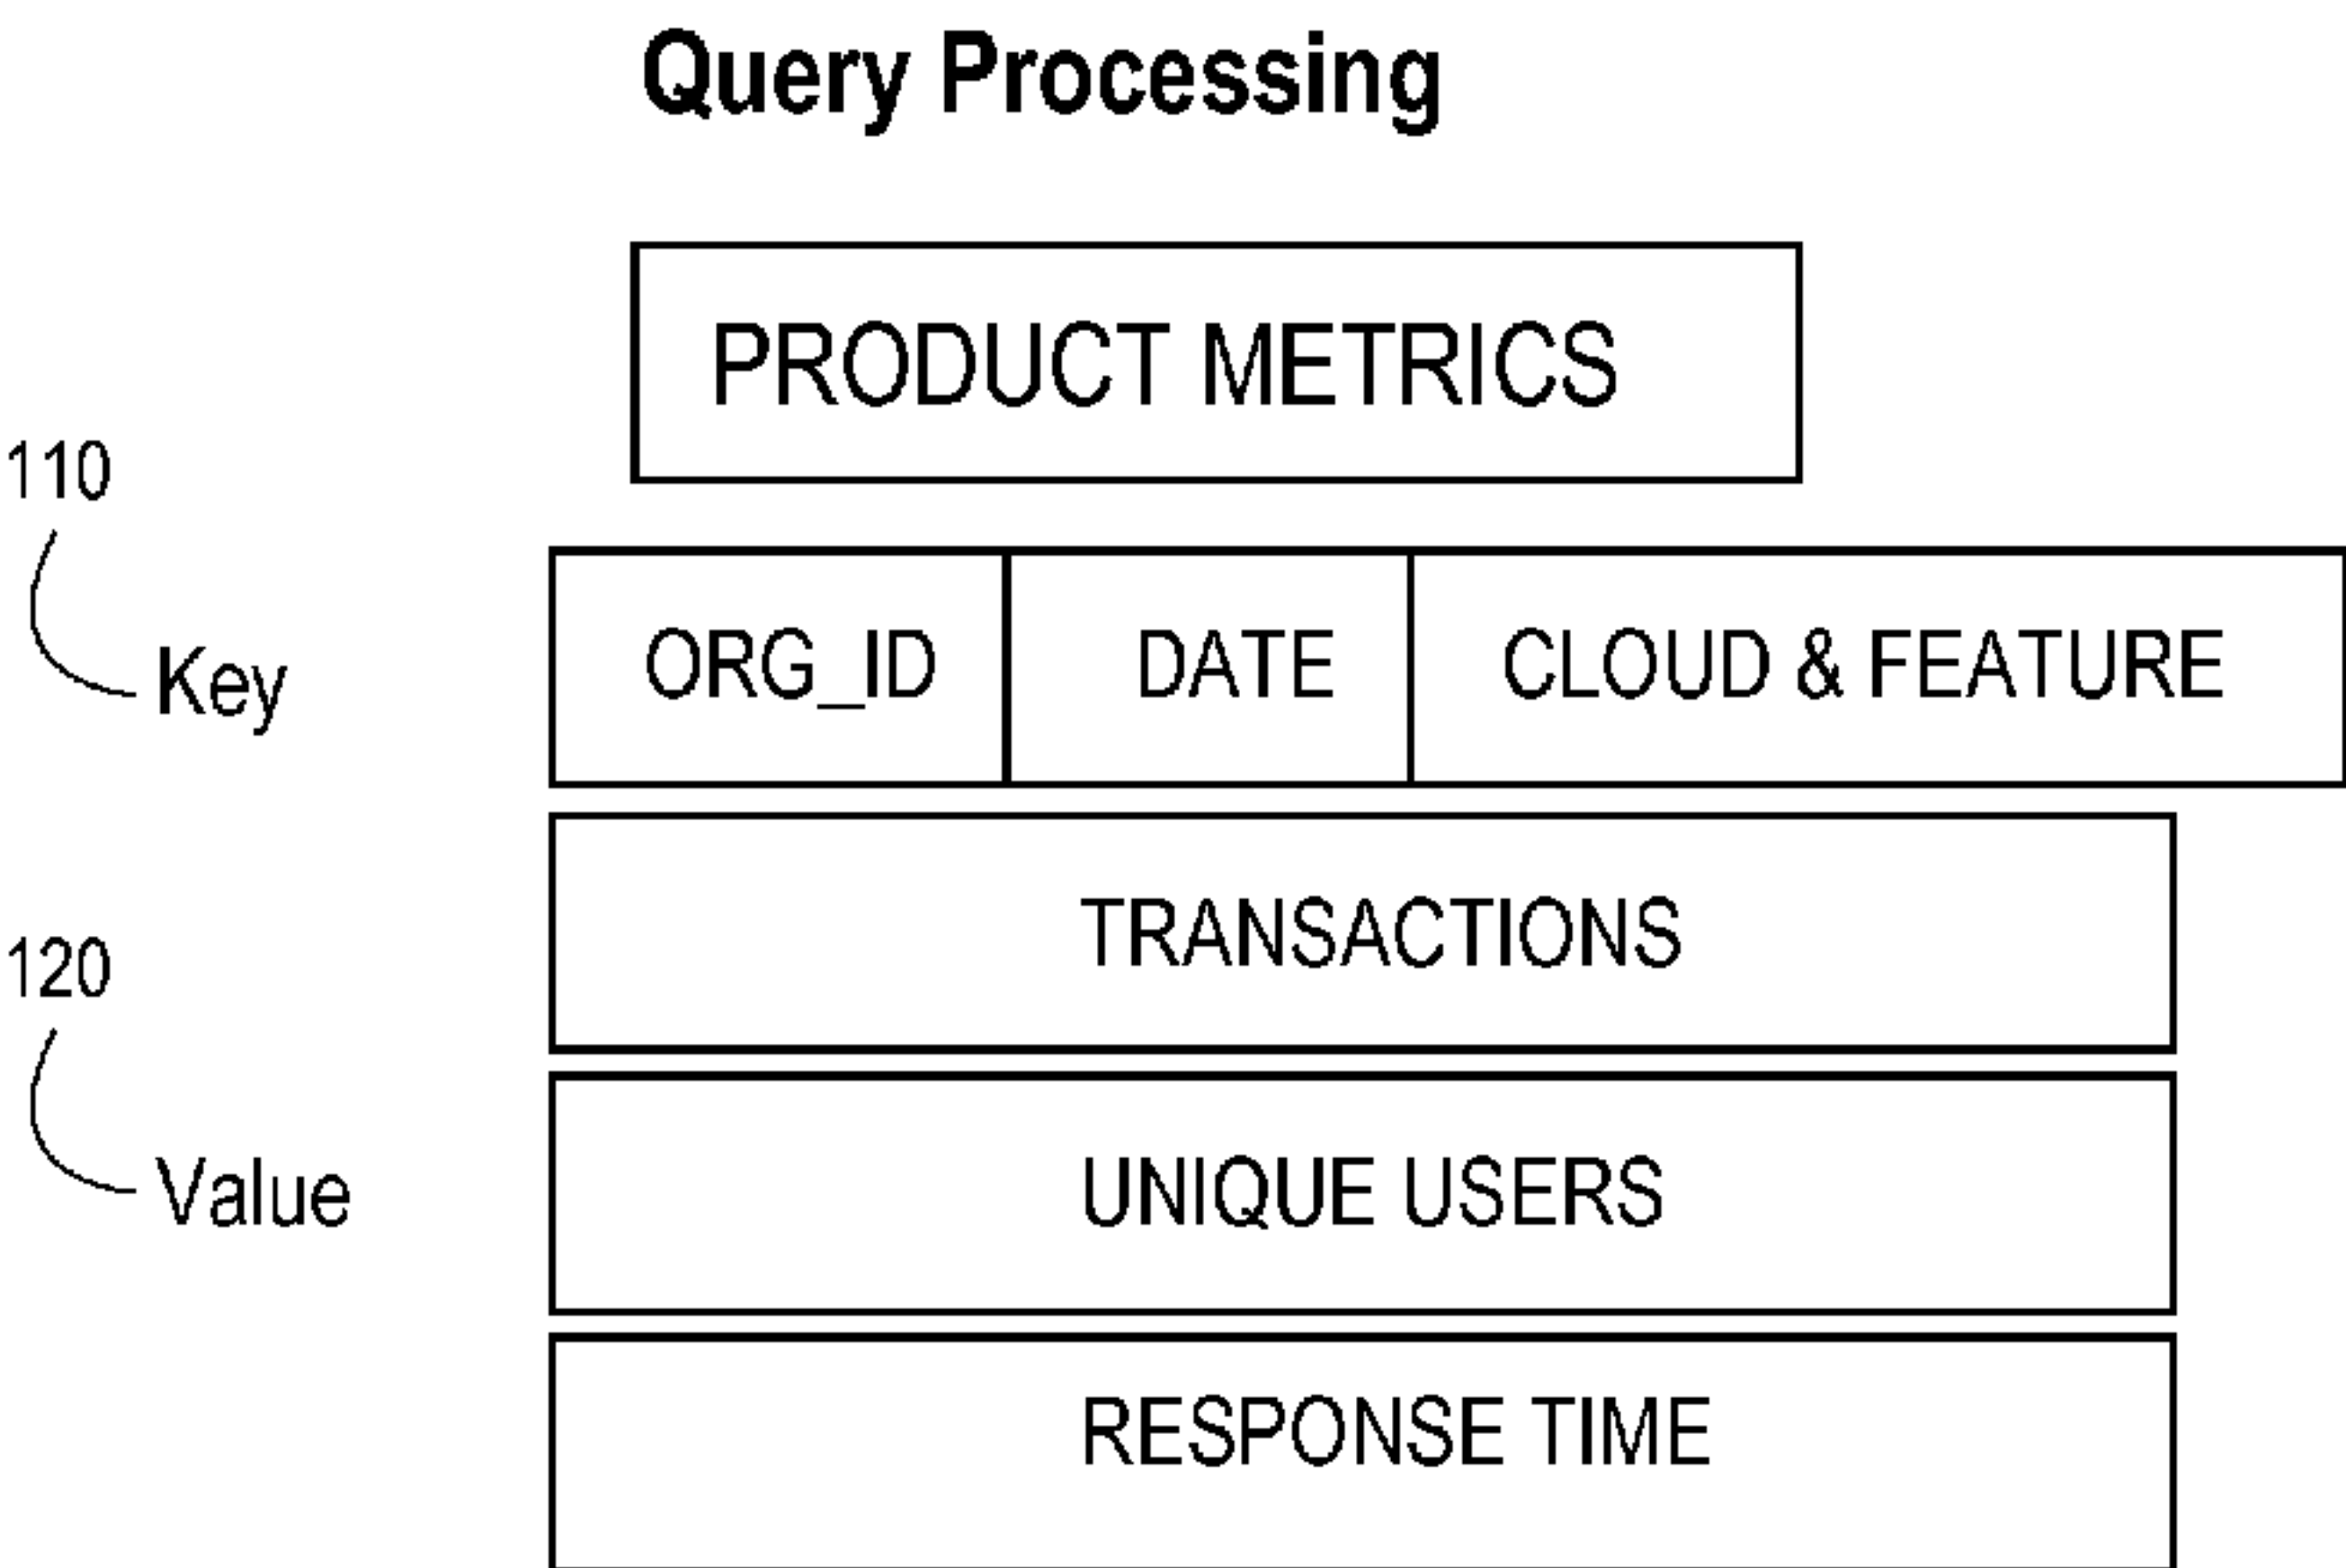 Query Processing
PRODUCT METRICS
110
Key
ORG_ID DATE CLOUD & FEATURE
TRANSACTIONS
120
Value
UNIQUE USERS
RESPONSE TIME